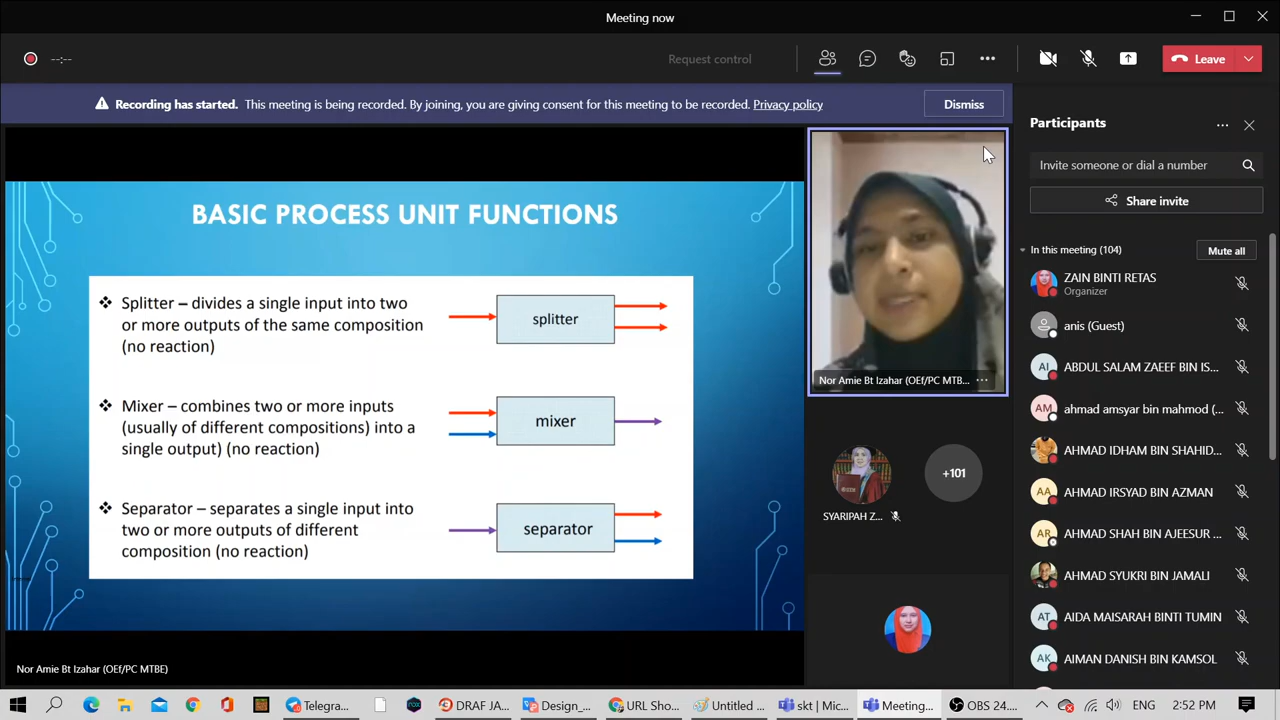 Meeting now
--:--
Request control
Leave
Recording has started. This meeting is being recorded. By joining, you are giving consent for this meeting to be recorded. Privacy policy
Dismiss
BASIC PROCESS UNIT FUNCTIONS
❖ Splitter – divides a single input into two
or more outputs of the same composition
(no reaction)
splitter
❖ Mixer – combines two or more inputs
(usually of different compositions) into a
single output) (no reaction)
mixer
❖ Separator – separates a single input into
two or more outputs of different
composition (no reaction)
separator
Nor Amie Bt Izahar (OEf/PC MTBE)
Nor Amie Bt Izahar (OEf/PC MTB...
SYARIPAH Z...
+101
Participants
Invite someone or dial a number
Share invite
In this meeting (104)
Mute all
ZAIN BINTI RETAS
Organizer
anis (Guest)
AI
ABDUL SALAM ZAEEF BIN IS...
AM
ahmad amsyar bin mahmod (...
AHMAD IDHAM BIN SHAHID...
AA
AHMAD IRSYAD BIN AZMAN
AR
AHMAD SHAH BIN AJEESUR ...
AHMAD SYUKRI BIN JAMALI
AT
AIDA MAISARAH BINTI TUMIN
AK
AIMAN DANISH BIN KAMSOL
Telegra...
DRAF JA...
Design_...
URL Sho...
Untitled ...
skt | Mic...
Meeting...
OBS 24....
ENG
2:52 PM